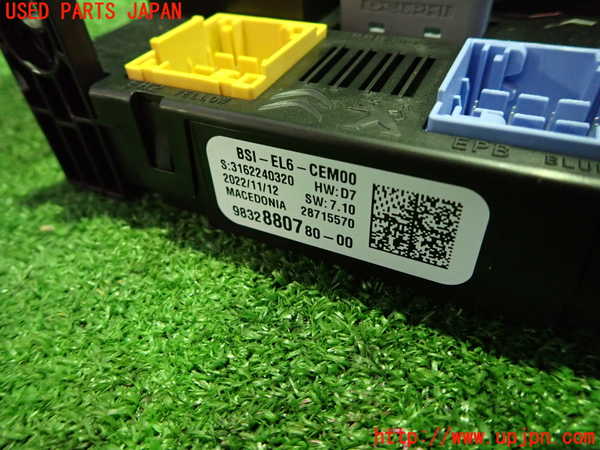 USED PARTS JAPAN
BSI-EL6-CEM00
S:3162240320 HW:D7
2022/11/12 SW:7.10
MACEDONIA 28715570
9832880780-00
EPB BLUE
http://www.upjpn.com